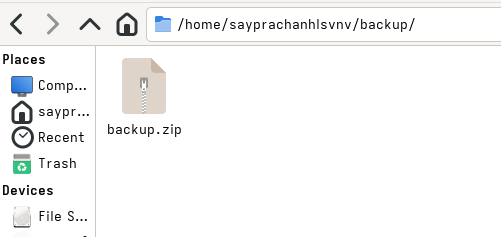 /home/sayprachanhlsvnv/backup/
Places
Comp...
saypr...
Recent
Trash
Devices
File S...
backup.zip